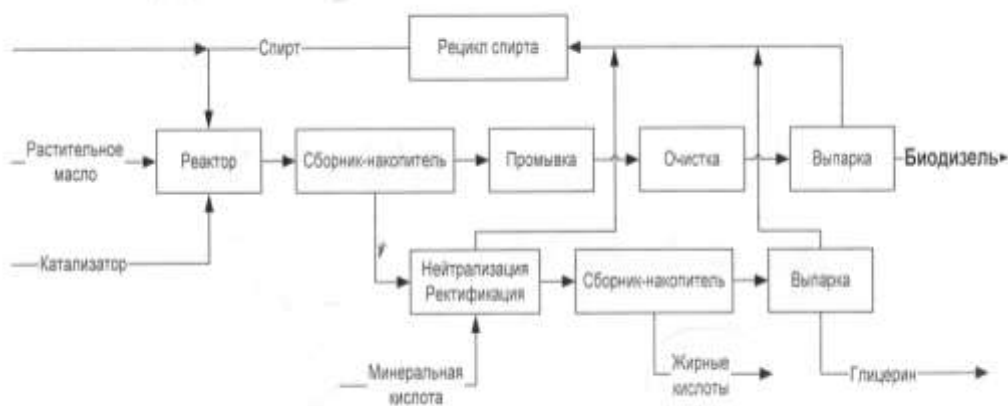 Спирт
Рецикл спирта
Растительное
масло
Реактор
Сборник-накопитель
Промывка
Очистка
Выпарка
Биодизель
Катализатор
Нейтрализация
Ректификация
Сборник-накопитель
Выпарка
Минеральная
кислота
Жирные
кислоты
Глицерин